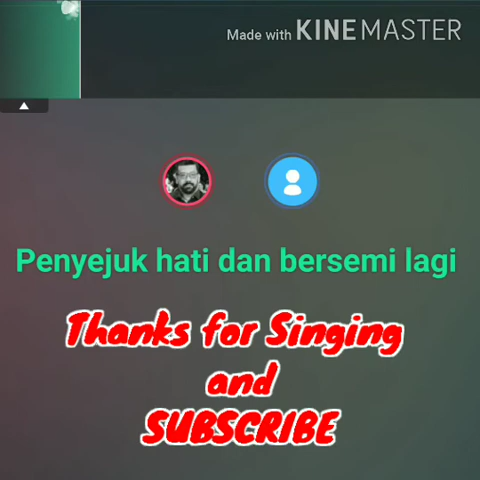 Made with KINEMASTER
Penyejuk hati dan bersemi lagi
Thanks for Singing
and
SUBSCRIBE